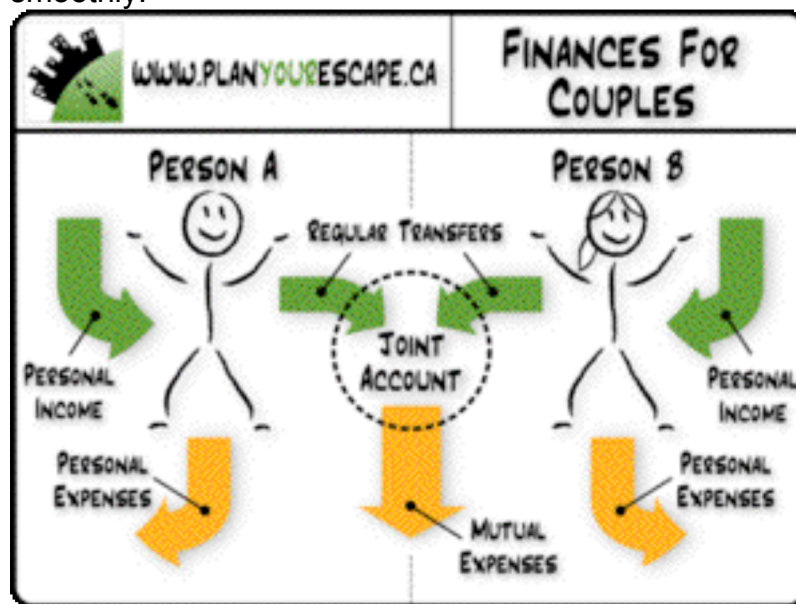 smoothly.
WWW.PLANYOURESCAPE.CA
FINANCES FOR
COUPLES
PERSON A
PERSON B
REGULAR TRANSFERS
JOINT
ACCOUNT
PERSONAL
INCOME
PERSONAL
INCOME
PERSONAL
EXPENSES
PERSONAL
EXPENSES
MUTUAL
EXPENSES